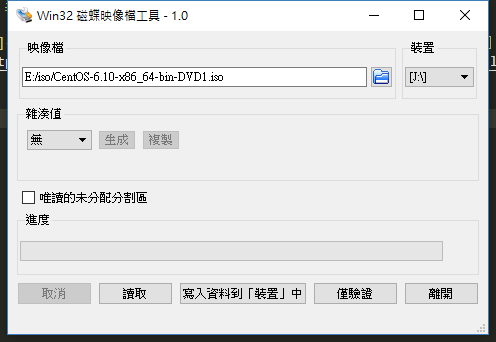 Win32 磁蝶映像檔工具 - 1.0
映像檔
裝置
E:/iso/CentOS-6.10-x86_64-bin-DVD1.iso
[J:\]
雜湊值
無
生成
複製
唯讀的未分配分割區
進度
取消
讀取
寫入資料到「裝置」中
僅驗證
離開